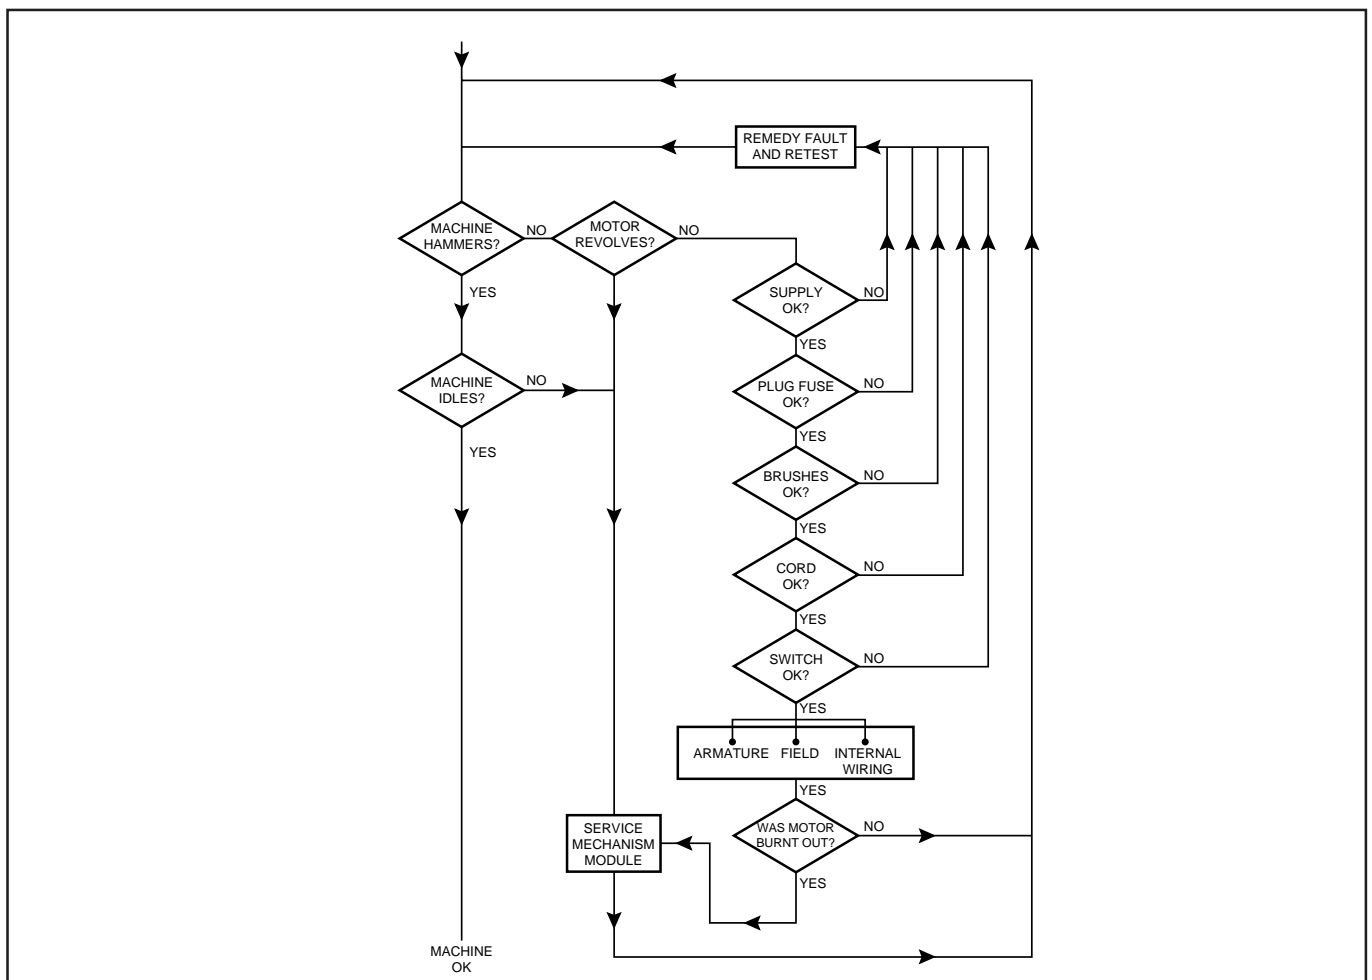 REMEDY FAULT
AND RETEST
MACHINE
HAMMERS?
NO
MOTOR
REVOLVES?
NO
YES
SUPPLY
OK?
NO
YES
MACHINE
IDLES?
NO
YES
PLUG FUSE
OK?
NO
YES
BRUSHES
OK?
NO
YES
CORD
OK?
NO
YES
SWITCH
OK?
NO
YES
ARMATURE
FIELD
INTERNAL
WIRING
YES
WAS MOTOR
BURNT OUT?
NO
YES
SERVICE
MECHANISM
MODULE
MACHINE
OK